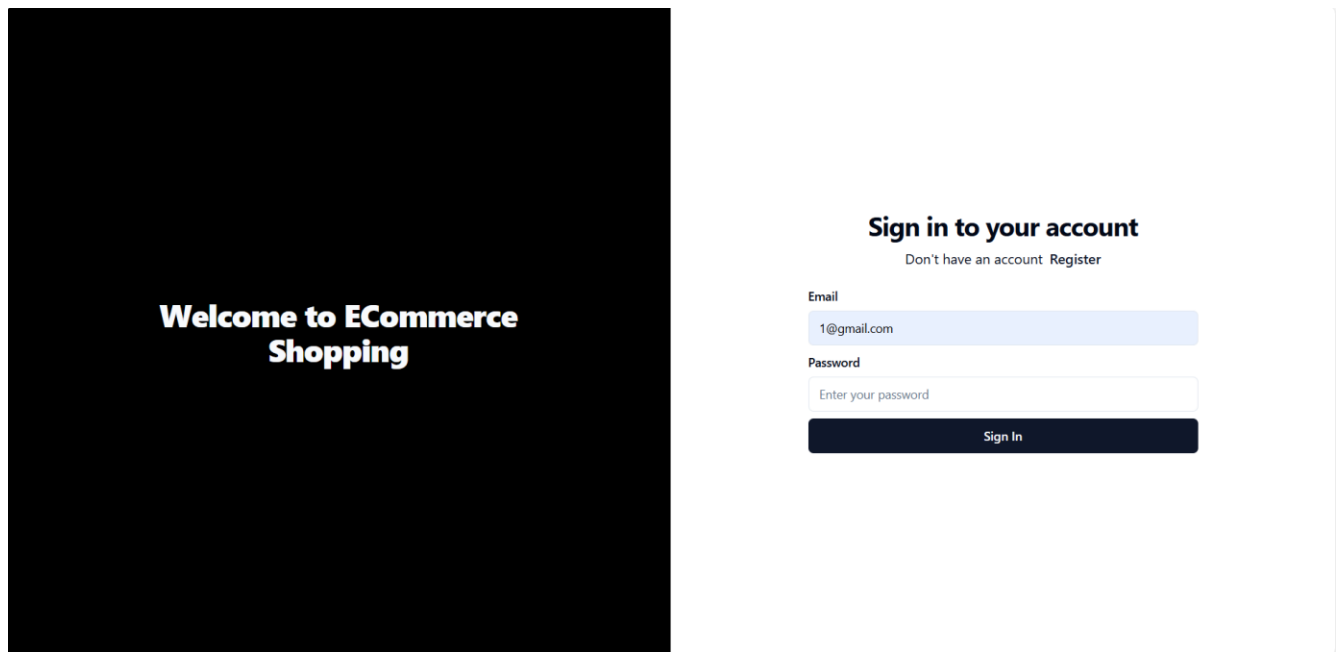 Welcome to ECommerce
Shopping
Sign in to your account
Don't have an account Register
Email
1@gmail.com
Password
Enter your password
Sign In